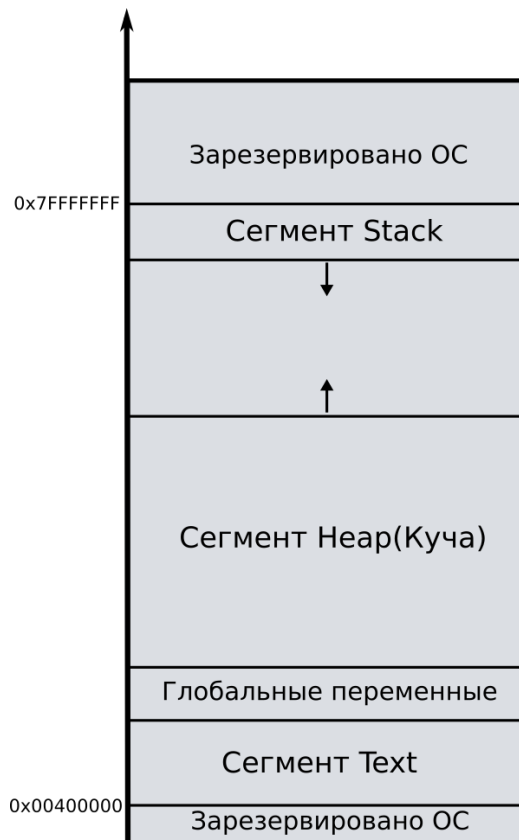 Зарезервировано ОС
0x7FFFFFFF
Сегмент Stack
Сегмент Heap(Куча)
Глобальные переменные
Сегмент Text
0x00400000
Зарезервировано ОС